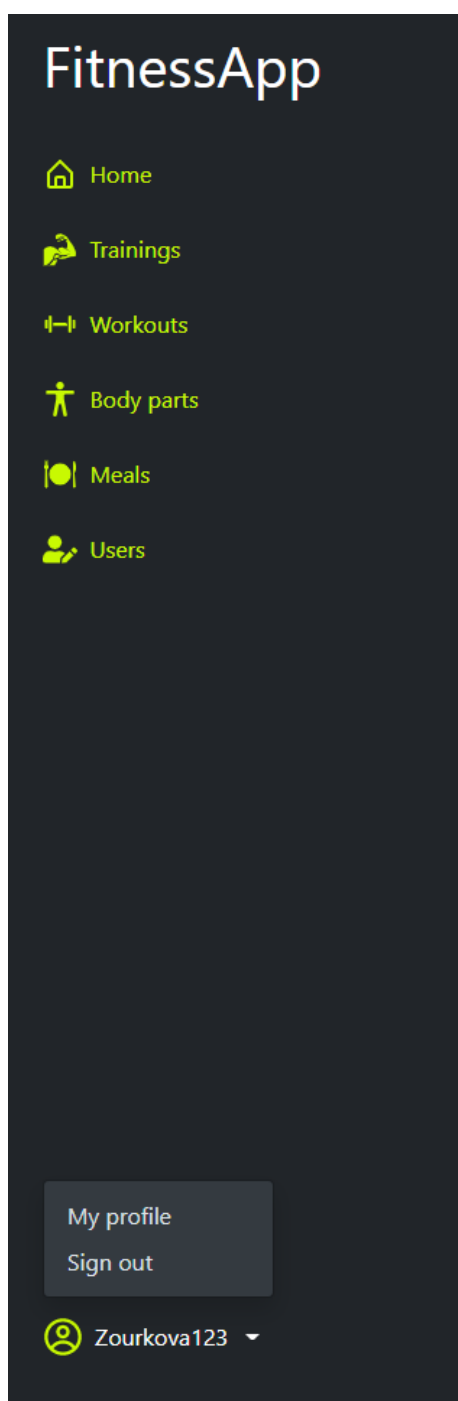 FitnessApp
Home
Trainings
Workouts
Body parts
Meals
Users
My profile
Sign out
Zourkova123